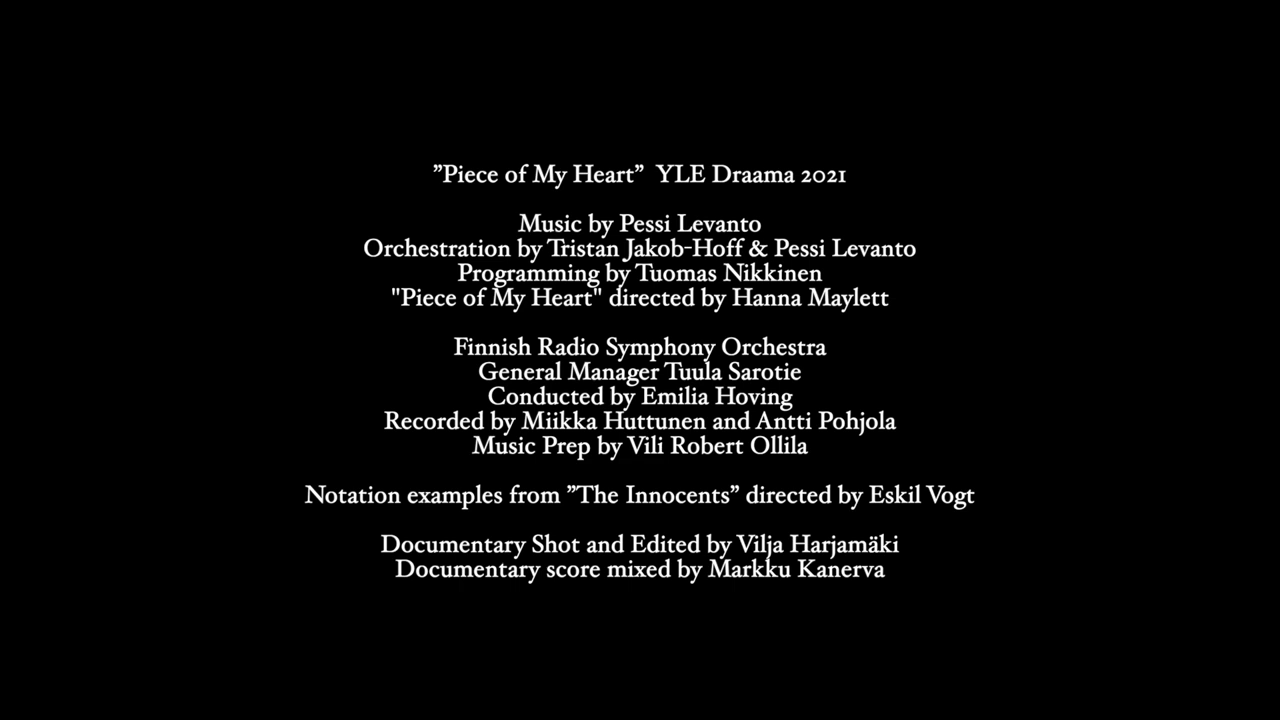 ”Piece of My Heart”  YLE Draama 2021
Music by Pessi Levanto
Orchestration by Tristan Jakob-Hoff & Pessi Levanto
Programming by Tuomas Nikkinen
"Piece of My Heart" directed by Hanna Maylett
Finnish Radio Symphony Orchestra
General Manager Tuula Sarotie
Conducted by Emilia Hoving
Recorded by Miikka Huttunen and Antti Pohjola
Music Prep by Vili Robert Ollila
Notation examples from ”The Innocents” directed by Eskil Vogt
Documentary Shot and Edited by Vilja Harjamäki
Documentary score mixed by Markku Kanerva